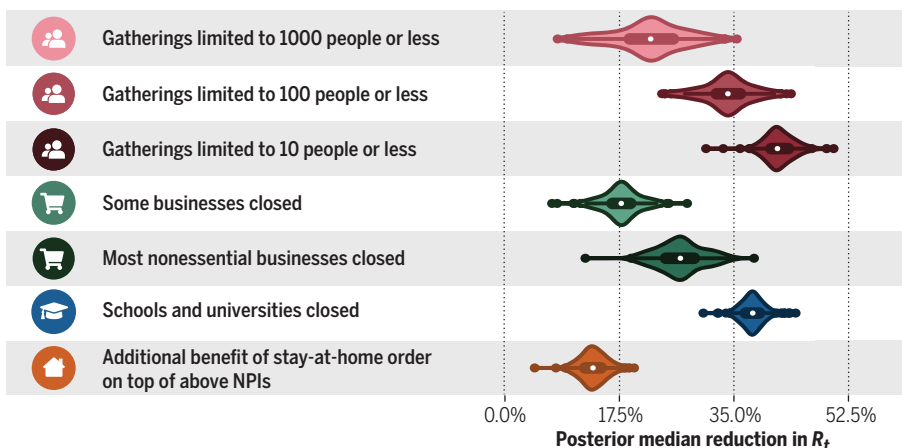 Gatherings limited to 1000 people or less
Gatherings limited to 100 people or less
Gatherings limited to 10 people or less
Some businesses closed
Most nonessential businesses closed
Schools and universities closed
Additional benefit of stay-at-home order
on top of above NPIs
0.0% 17.5% 35.0% 52.5%
Posterior median reduction in Rt